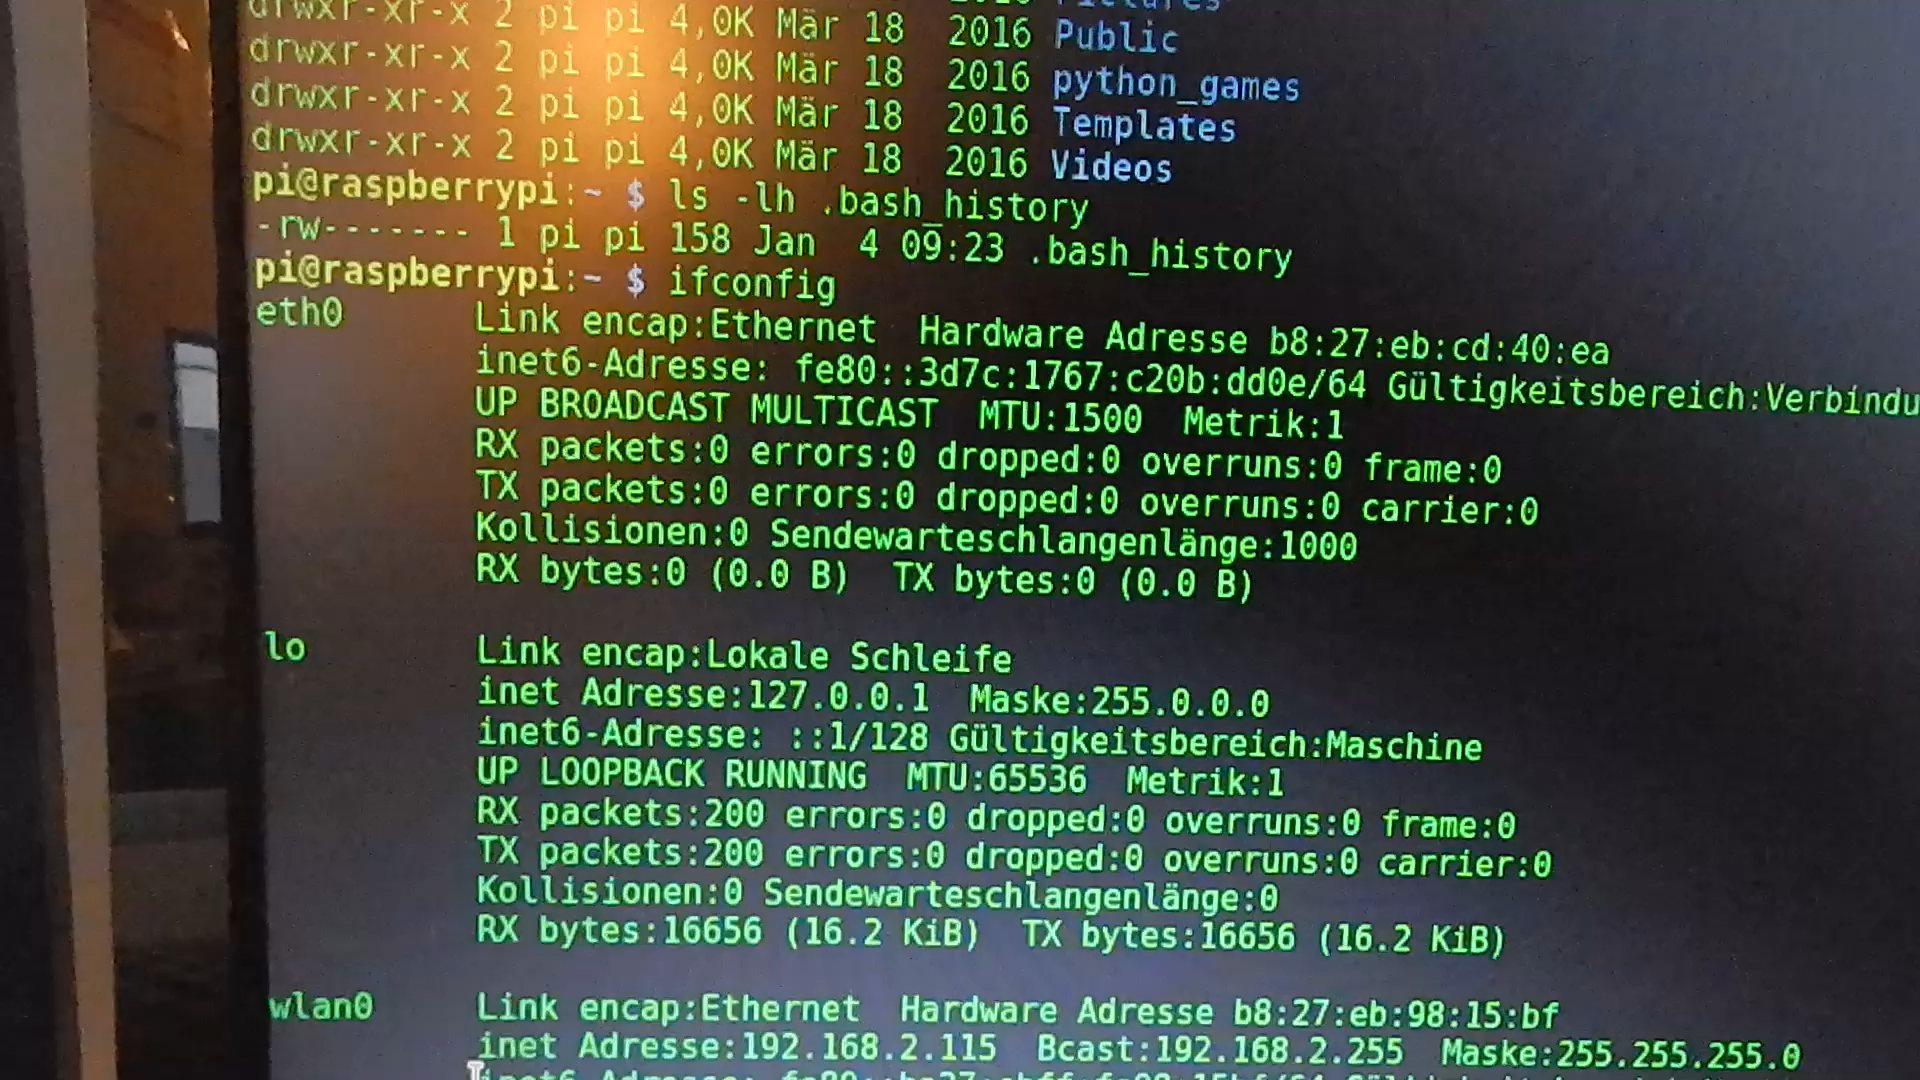 drwxr-xr-x 2 pi pi 4,0K Mär 18  2016 Public
drwxr-xr-x 2 pi pi 4,0K Mär 18  2016 python_games
drwxr-xr-x 2 pi pi 4,0K Mär 18  2016 Templates
drwxr-xr-x 2 pi pi 4,0K Mär 18  2016 Videos
pi@raspberrypi:~ $ ls -lh .bash_history
-rw------- 1 pi pi 158 Jan  4 09:23 .bash_history
pi@raspberrypi:~ $ ifconfig
eth0      Link encap:Ethernet  Hardware Adresse b8:27:eb:cd:40:ea
inet6-Adresse: fe80::3d7c:1767:c20b:dd0e/64 Gültigkeitsbereich:Verbindu
UP BROADCAST MULTICAST  MTU:1500  Metrik:1
RX packets:0 errors:0 dropped:0 overruns:0 frame:0
TX packets:0 errors:0 dropped:0 overruns:0 carrier:0
Kollisionen:0 Sendewarteschlangenlänge:1000
RX bytes:0 (0.0 B)  TX bytes:0 (0.0 B)
lo        Link encap:Lokale Schleife
inet Adresse:127.0.0.1  Maske:255.0.0.0
inet6-Adresse: ::1/128 Gültigkeitsbereich:Maschine
UP LOOPBACK RUNNING  MTU:65536  Metrik:1
RX packets:200 errors:0 dropped:0 overruns:0 frame:0
TX packets:200 errors:0 dropped:0 overruns:0 carrier:0
Kollisionen:0 Sendewarteschlangenlänge:0
RX bytes:16656 (16.2 KiB)  TX bytes:16656 (16.2 KiB)
wlan0     Link encap:Ethernet  Hardware Adresse b8:27:eb:98:15:bf
inet Adresse:192.168.2.115  Bcast:192.168.2.255  Maske:255.255.255.0